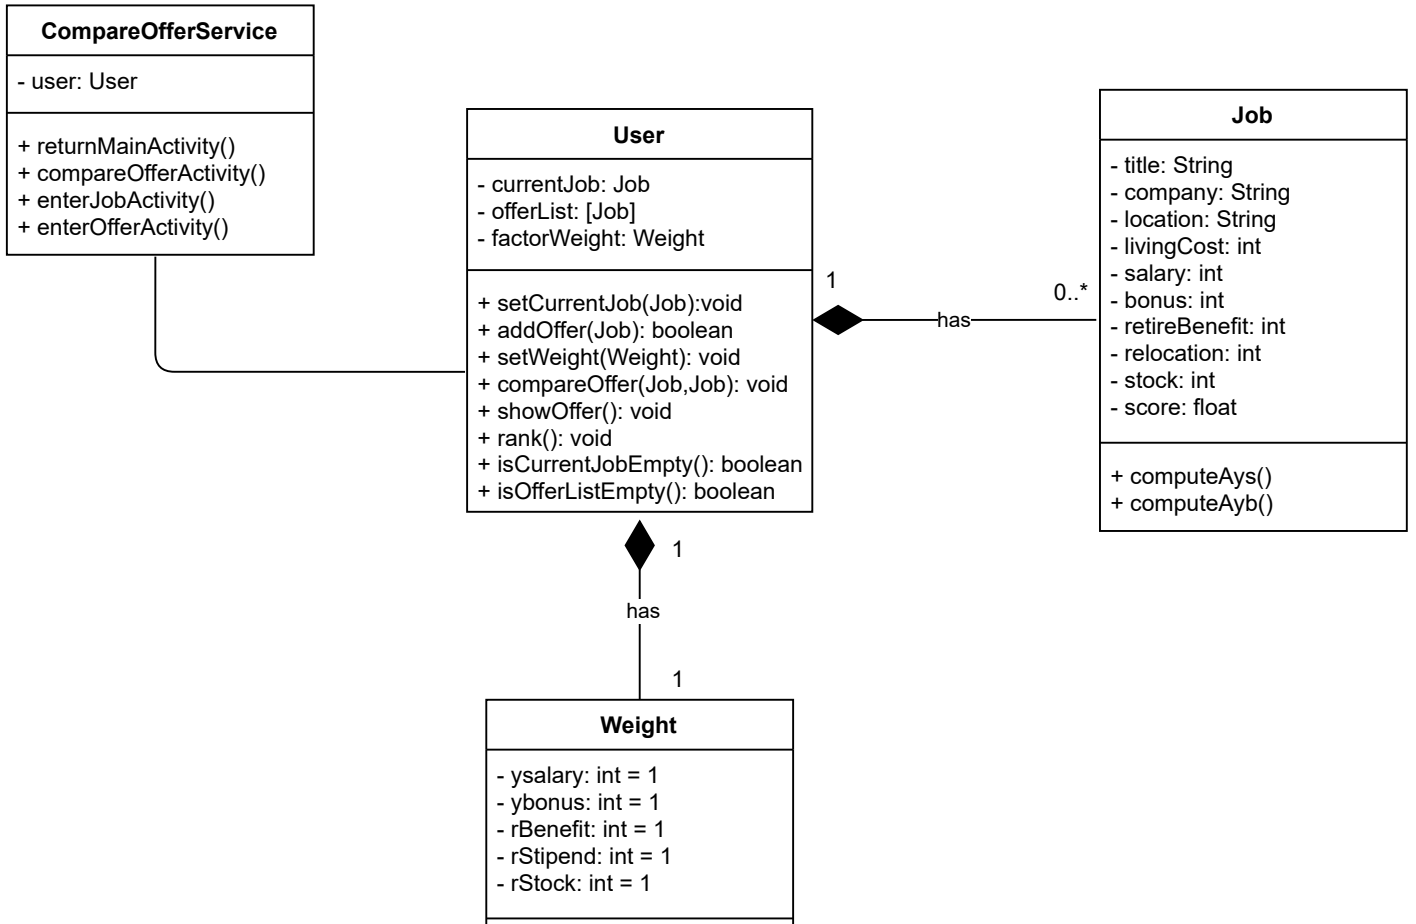 CompareOfferService
- user: User
+ returnMainActivity()
+ compareOfferActivity()
+ enterJobActivity()
+ enterOfferActivity()
User
- currentJob: Job
- offerList: [Job]
- factorWeight: Weight
+ setCurrentJob(Job):void
+ addOffer(Job): boolean
+ setWeight(Weight): void
+ compareOffer(Job,Job): void
+ showOffer(): void
+ rank(): void
+ isCurrentJobEmpty(): boolean
+ isOfferListEmpty(): boolean
1
has
0..*
Job
- title: String
- company: String
- location: String
- livingCost: int
- salary: int
- bonus: int
- retireBenefit: int
- relocation: int
- stock: int
- score: float
+ computeAys()
+ computeAyb()
1
has
1
Weight
- ysalary: int = 1
- ybonus: int = 1
- rBenefit: int = 1
- rStipend: int = 1
- rStock: int = 1